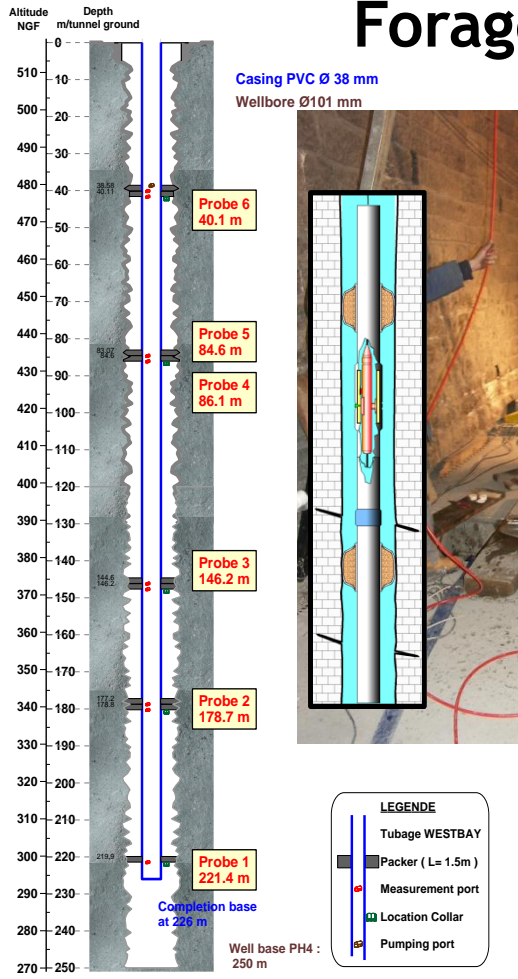 Forag
Altitude
NGF
Depth
m/tunnel ground
Casing PVC Ø 38 mm
Wellbore Ø101 mm
510
500
490
480
470
460
450
440
430
420
410
400
390
380
370
360
350
340
330
320
310
300
290
280
270
0
10
20
30
40
50
60
70
80
90
100
110
120
130
140
150
160
170
180
190
200
210
220
230
240
250
38.58
40.11
Probe 6
40.1 m
83.07
84.6
Probe 5
84.6 m
Probe 4
86.1 m
144.6
146.2
Probe 3
146.2 m
177.2
178.8
Probe 2
178.7 m
219.9
Probe 1
221.4 m
Completion base
at 226 m
Well base PH4 :
250 m
LEGENDE
Tubage WESTBAY
Packer ( L= 1.5m )
Measurement port
Location Collar
Pumping port